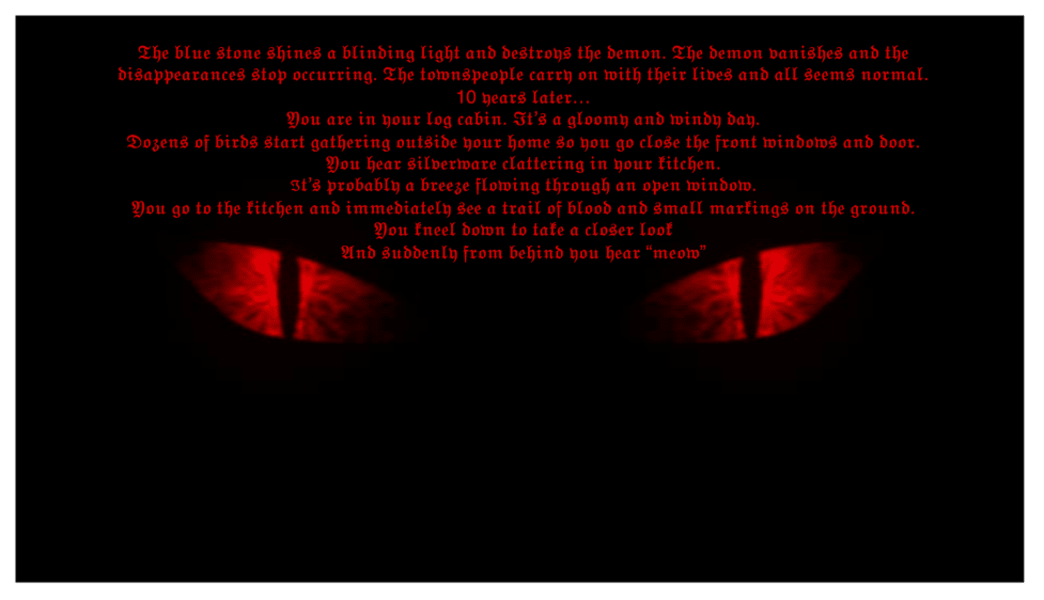 The blue stone shines a blinding light and destroys the demon. The demon vanishes and the
disappearances stop occurring. The townspeople carry on with their lives and all seems normal.
10 years later...
You are in your log cabin. It's a gloomy and windy day.
Dozens of birds start gathering outside your home so you go close the front windows and door.
You hear silverware clattering in your kitchen.
It's probably a breeze flowing through an open window.
You go to the kitchen and immediately see a trail of blood and small markings on the ground.
You kneel down to take a closer look
And suddenly from behind you hear “meow”